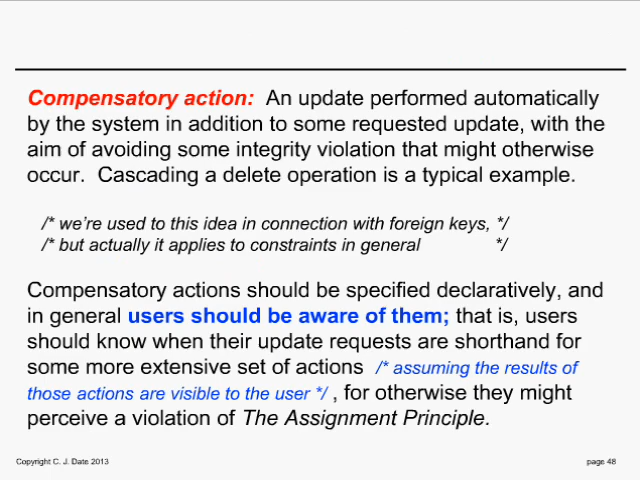 Compensatory action: An update performed automatically
by the system in addition to some requested update, with the
aim of avoiding some integrity violation that might otherwise
occur. Cascading a delete operation is a typical example.
/* we're used to this idea in connection with foreign keys, */
/* but actually it applies to constraints in general */
Compensatory actions should be specified declaratively, and
in general users should be aware of them; that is, users
should know when their update requests are shorthand for
some more extensive set of actions /* assuming the results of
those actions are visible to the user */ , for otherwise they might
perceive a violation of The Assignment Principle.
Copyright C. J. Date 2013 page 48